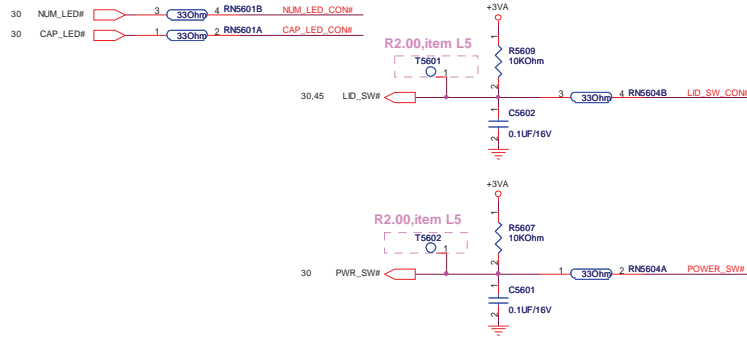 30 NUM_LED# 3 33Ohm 4 RN5601B NUM_LED_CON#
30 CAP_LED# 1 33Ohm 2 RN5601A CAP_LED_CON#
+3VA
R2.00,item L5
T5601
1
1
R5609
10KOhm
2
30,45 LID_SW# 3 33Ohm 4 RN5604B LID_SW_CON#
1
C5602
0.1UF/16V
2
+3VA
R2.00,item L5
T5602
1
1
R5607
10KOhm
2
30 PWR_SW# 1 33Ohm 2 RN5604A POWER_SW#
1
C5601
0.1UF/16V
2